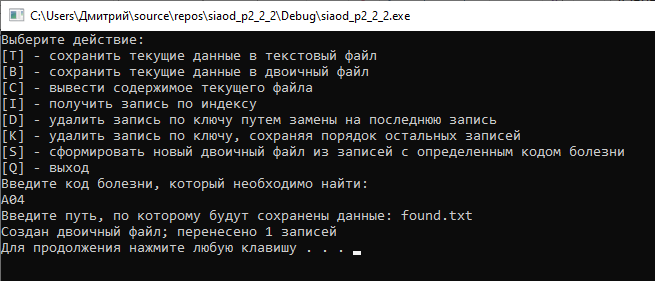 C:\Users\Дмитрий\source\repos\siaod_p2_2_2\Debug\siaod_p2_2_2.exe
Выберите действие:
[T] - сохранить текущие данные в текстовый файл
[B] - сохранить текущие данные в двоичный файл
[C] - вывести содержимое текущего файла
[I] - получить запись по индексу
[D] - удалить запись по ключу путем замены на последнюю запись
[K] - удалить запись по ключу, сохраняя порядок остальных записей
[S] - сформировать новый двоичный файл из записей с определенным кодом болезни
[Q] - выход
Введите код болезни, который необходимо найти:
A04
Введите путь, по которому будут сохранены данные: found.txt
Создан двоичный файл; перенесено 1 записей
Для продолжения нажмите любую клавишу . . .